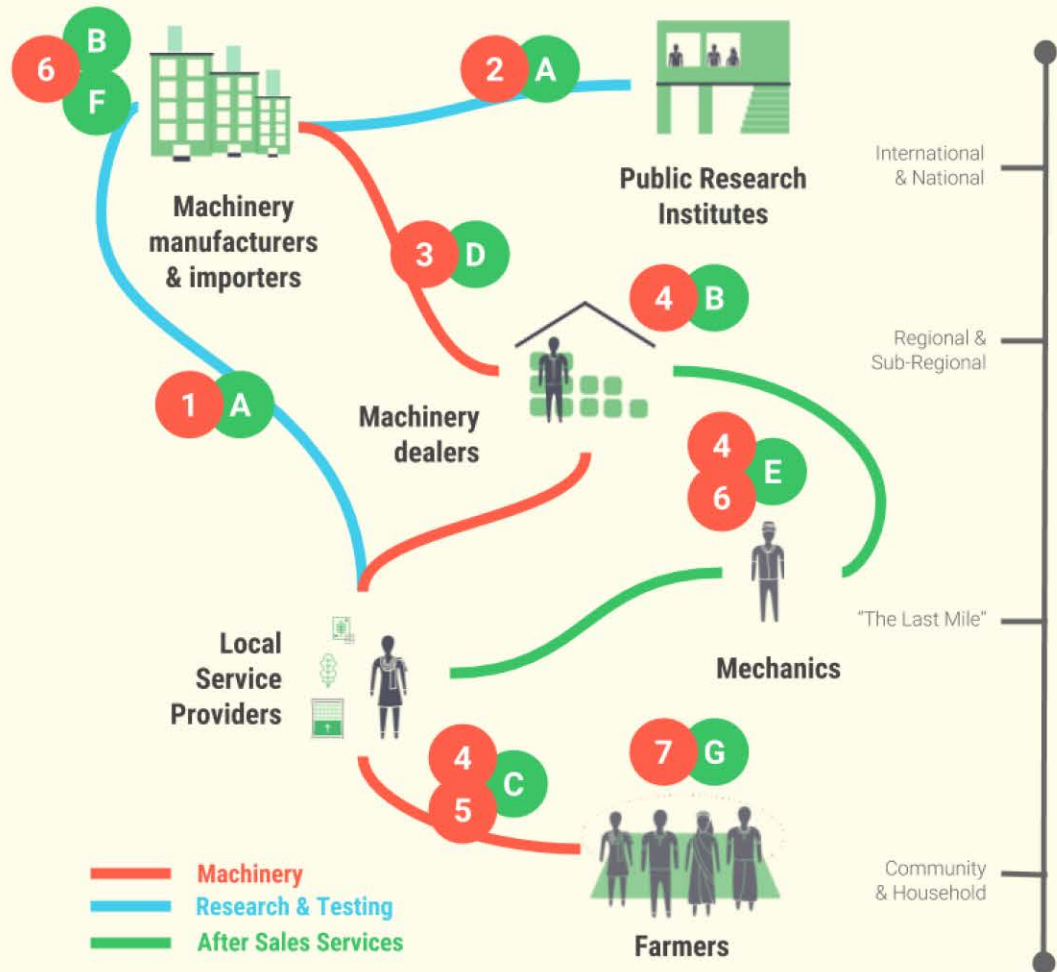 6
B
F
2
A
Machinery
manufacturers
& importers
Public Research
Institutes
International
& National
3
D
4
B
Regional &
Sub-Regional
1
A
Machinery
dealers
4
6
E
"The Last Mile"
Mechanics
Local
Service
Providers
4
5
C
7
G
Machinery
Research & Testing
After Sales Services
Farmers
Community
& Household